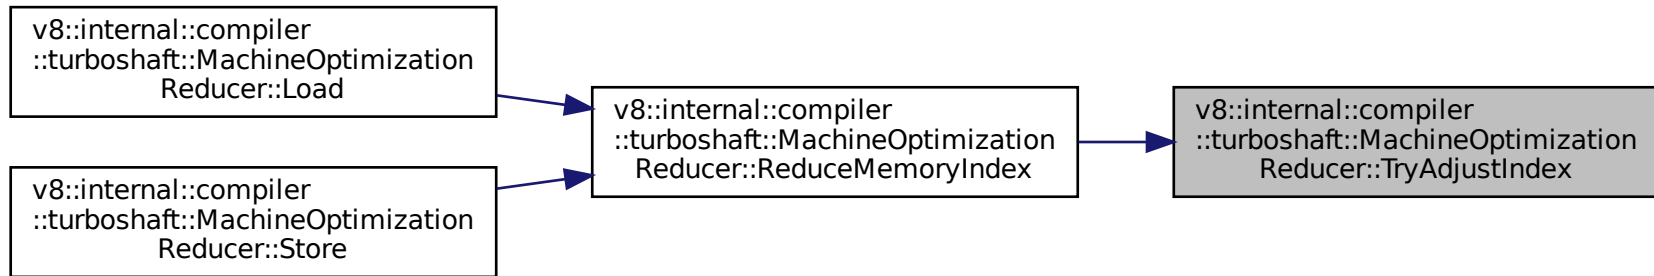 v8::internal::compiler
::turboshaft::MachineOptimization
Reducer::Load
v8::internal::compiler
::turboshaft::MachineOptimization
Reducer::Store
v8::internal::compiler
::turboshaft::MachineOptimization
Reducer::ReduceMemoryIndex
v8::internal::compiler
::turboshaft::MachineOptimization
Reducer::TryAdjustIndex